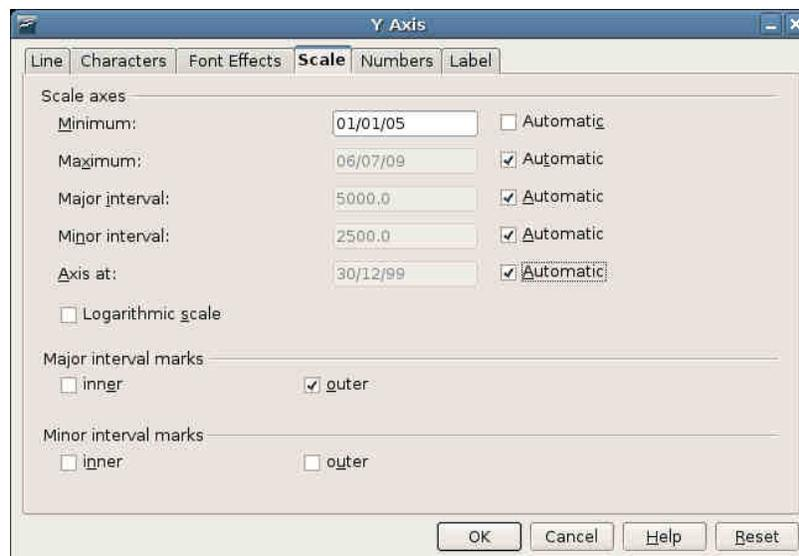 Y Axis
Line Characters Font Effects Scale Numbers Label
Scale axes
Minimum: 01/01/05 Automatic
Maximum: 06/07/09 Automatic
Major interval: 5000.0 Automatic
Minor interval: 2500.0 Automatic
Axis at: 30/12/99 Automatic
Logarithmic scale
Major interval marks
inner outer
Minor interval marks
inner outer
OK Cancel Help Reset